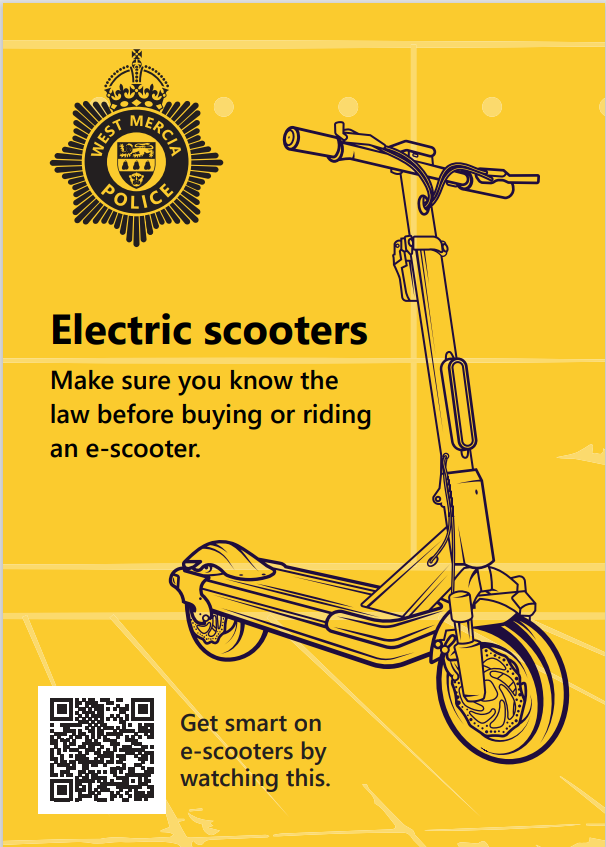 WEST MERCIA
POLICE
Electric scooters
Make sure you know the
law before buying or riding
an e-scooter.
Get smart on
e-scooters by
watching this.